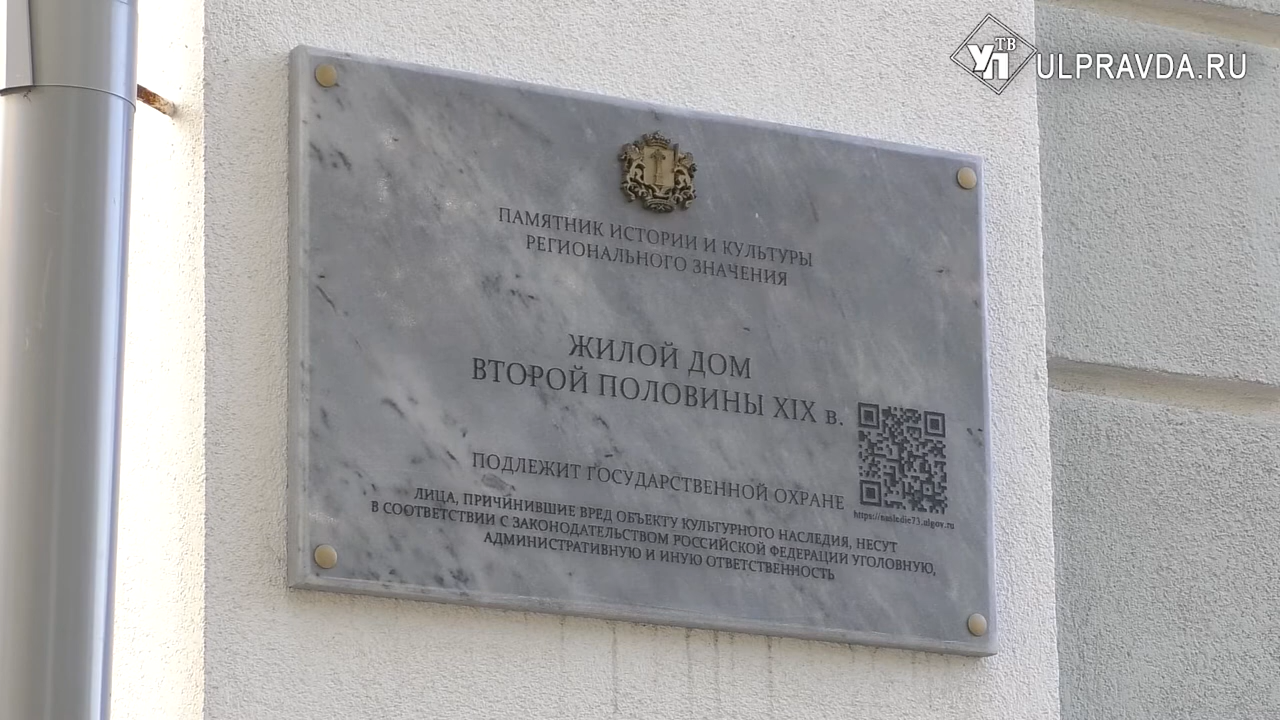 ТВ
УП
ULPRAVDA.RU
ПАМЯТНИК ИСТОРИИ И КУЛЬТУРЫ
РЕГИОНАЛЬНОГО ЗНАЧЕНИЯ
ЖИЛОЙ ДОМ
ВТОРОЙ ПОЛОВИНЫ XIX в.
ПОДЛЕЖИТ ГОСУДАРСТВЕННОЙ ОХРАНЕ
https://nasledie73.ulgov.ru
ЛИЦА, ПРИЧИНИВШИЕ ВРЕД ОБЪЕКТУ КУЛЬТУРНОГО НАСЛЕДИЯ, НЕСУТ
В СООТВЕТСТВИИ С ЗАКОНОДАТЕЛЬСТВОМ РОССИЙСКОЙ ФЕДЕРАЦИИ УГОЛОВНУЮ,
АДМИНИСТРАТИВНУЮ И ИНУЮ ОТВЕТСТВЕННОСТЬ